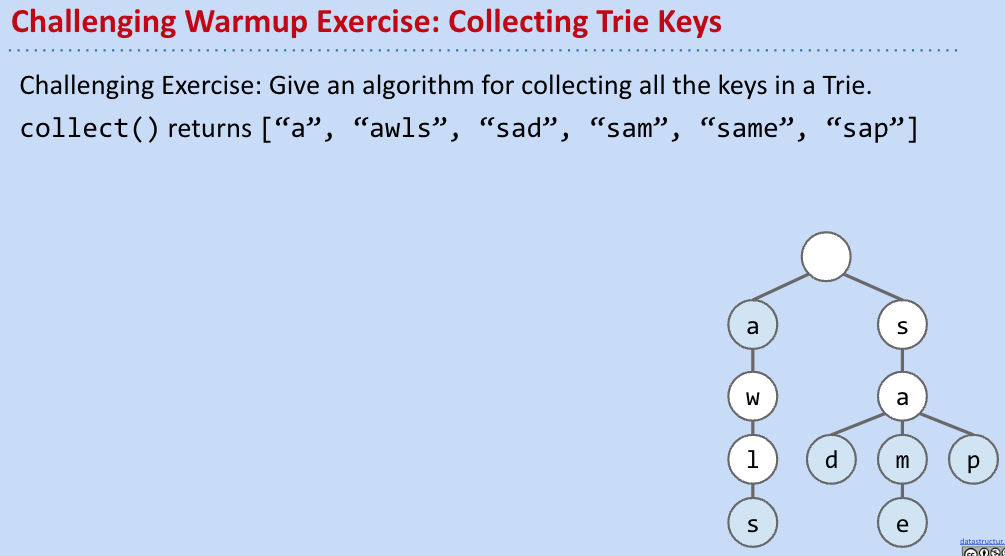 Challenging Warmup Exercise: Collecting Trie Keys
Challenging Exercise: Give an algorithm for collecting all the keys in a Trie.
collect() returns [“a”, “awls”, “sad”, “sam”, “same”, “sap”]
a s
w a
l d m p
s e
datastructur